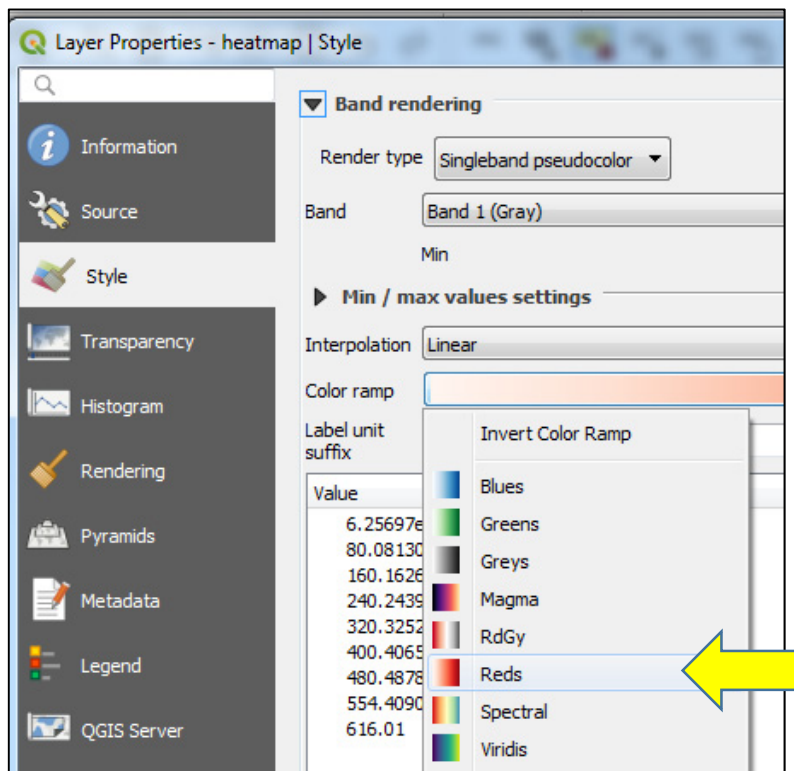 Layer Properties - heatmap | Style
Information
Source
Style
Transparency
Histogram
Rendering
Pyramids
Metadata
Legend
QGIS Server
Band rendering
Render type Singleband pseudocolor
Band Band 1 (Gray)
Min
Min / max values settings
Interpolation Linear
Color ramp
Label unit
suffix
Value
6.25697e
80.08130
160.1626
240.2439
320.3252
400.4065
480.4878
554.4090
616.01
Invert Color Ramp
Blues
Greens
Greys
Magma
RdGy
Reds
Spectral
Viridis